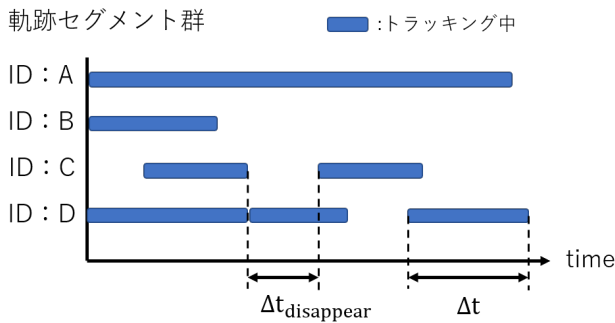 軌跡セグメント群
:トラッキング中
ID：A
ID：B
ID：C
ID：D
time
Δt_disappear
Δt